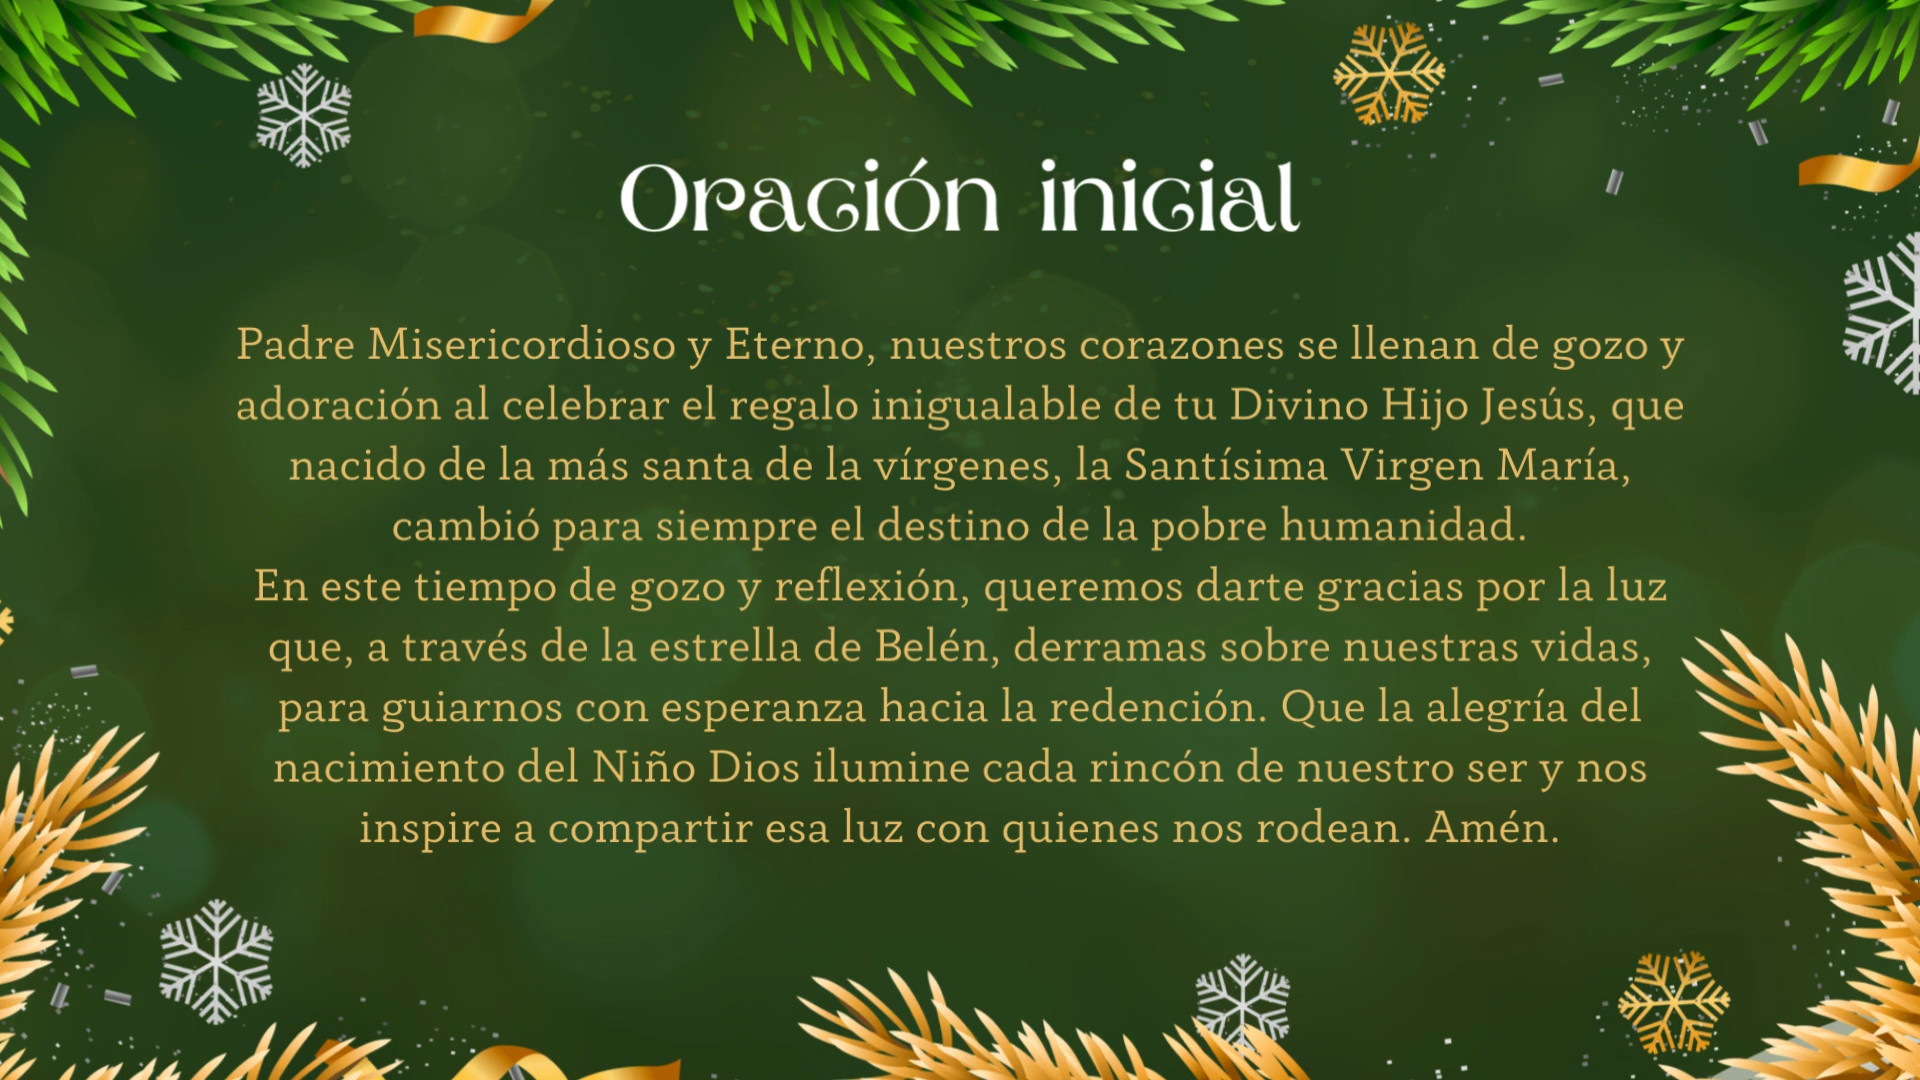 Oración inicial
Padre Misericordioso y Eterno, nuestros corazones se llenan de gozo y
adoración al celebrar el regalo inigualable de tu Divino Hijo Jesús, que
nacido de la más santa de la vírgenes, la Santísima Virgen María,
cambió para siempre el destino de la pobre humanidad.
En este tiempo de gozo y reflexión, queremos darte gracias por la luz
que, a través de la estrella de Belén, derramas sobre nuestras vidas,
para guiarnos con esperanza hacia la redención. Que la alegría del
nacimiento del Niño Dios ilumine cada rincón de nuestro ser y nos
inspire a compartir esa luz con quienes nos rodean. Amén.